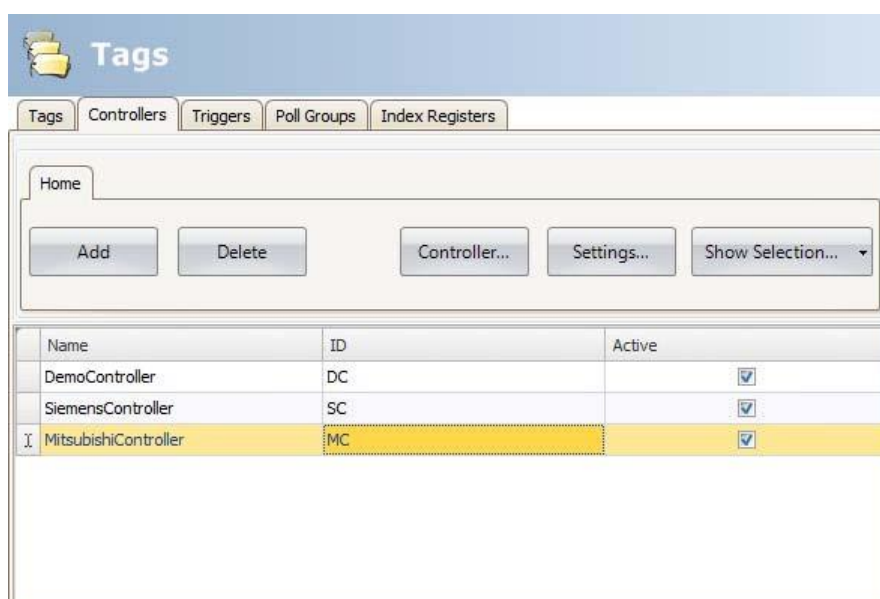 Tags
Tags Controllers Triggers Poll Groups Index Registers
Home
Add Delete Controller... Settings... Show Selection...
Name ID Active
DemoController DC
SiemensController SC
MitsubishiController MC